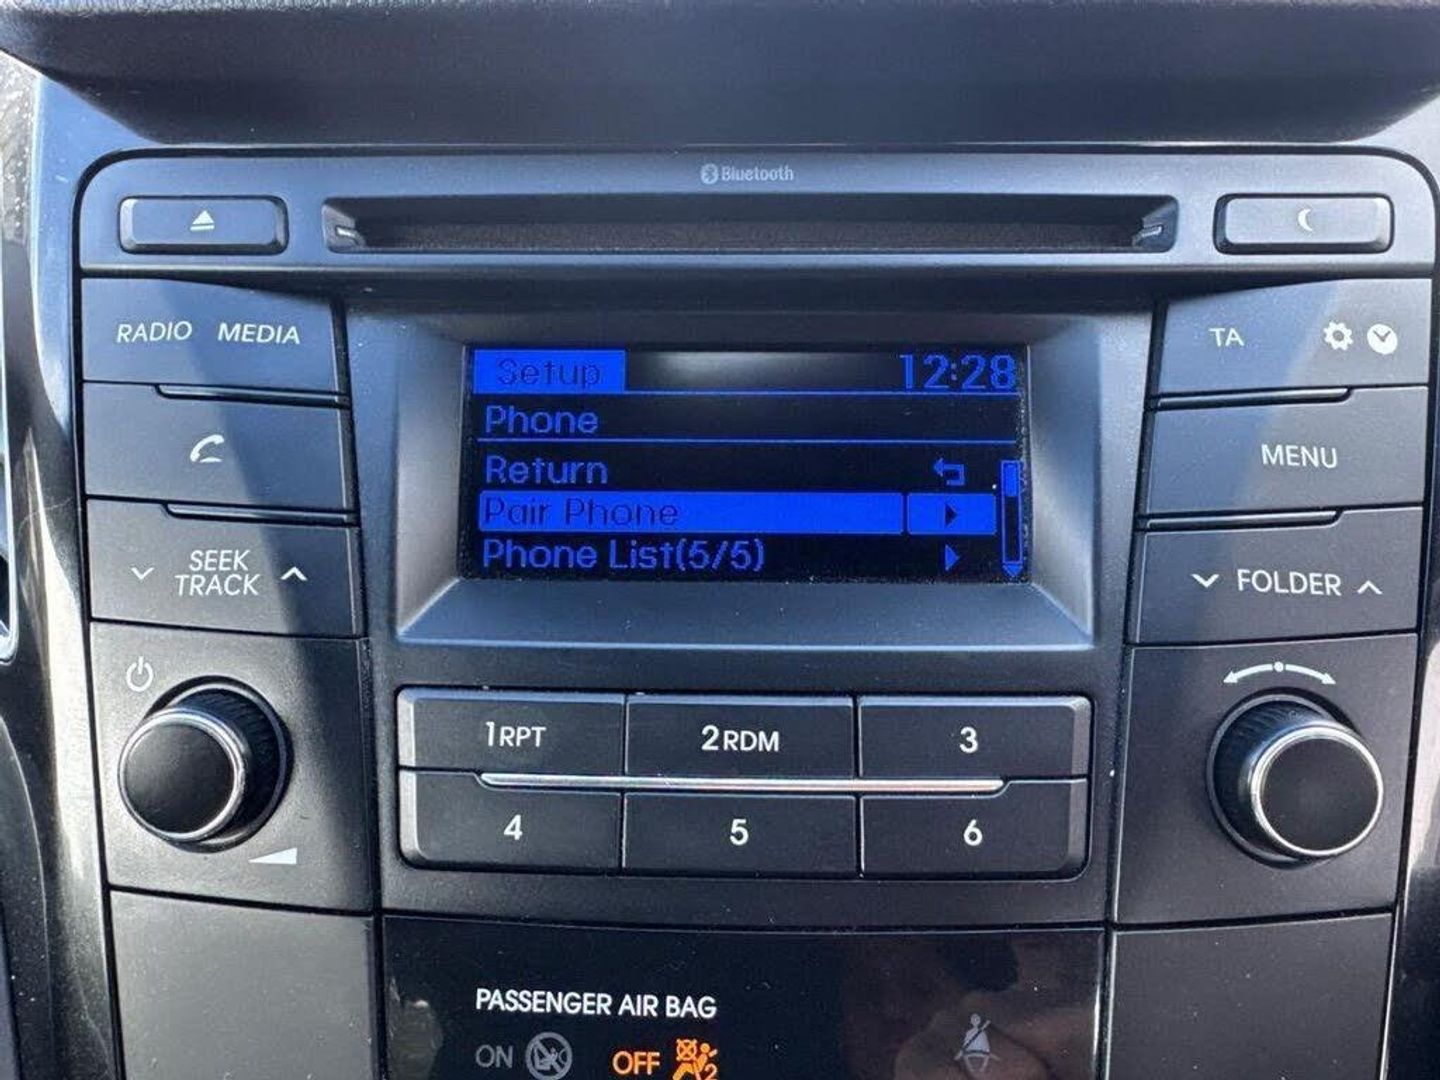 Bluetooth
RADIO MEDIA
TA
Setup 12:28
Phone
Return
Pair Phone
Phone List(5/5)
MENU
SEEK
TRACK
FOLDER
1RPT 2RDM 3
4 5 6
PASSENGER AIR BAG
ON OFF 2